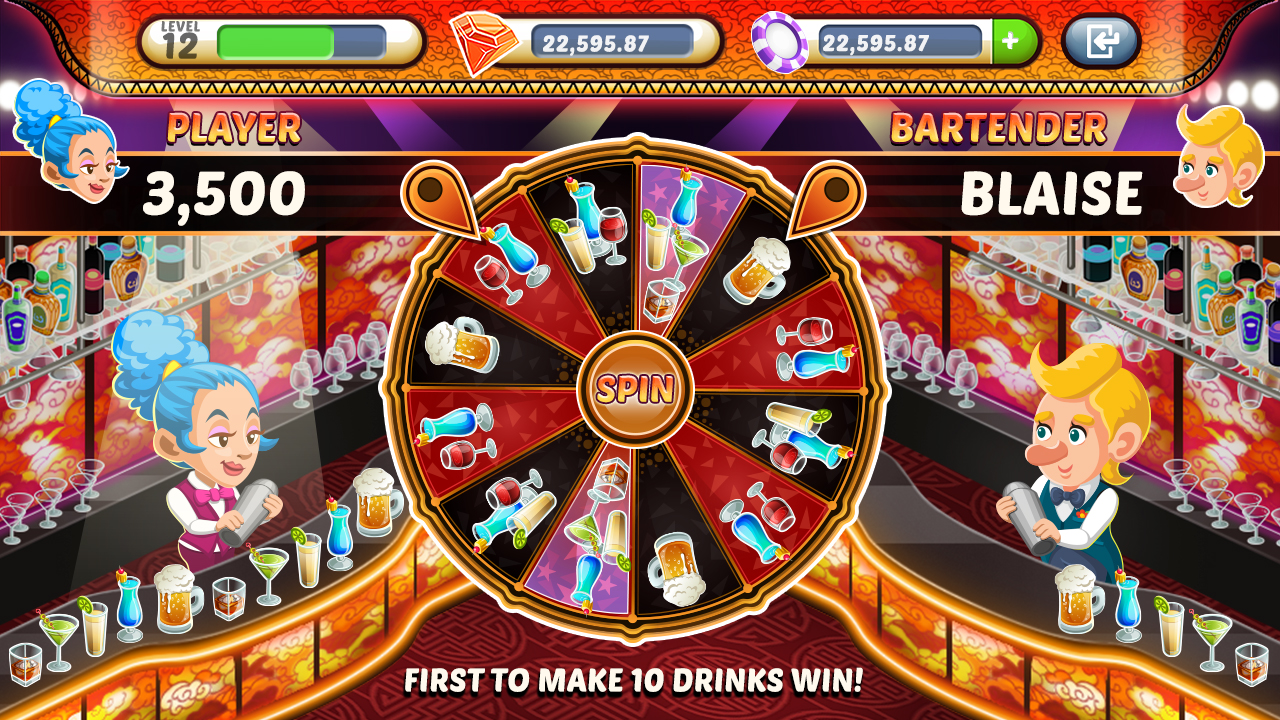 LEVEL
12
22,595.87
22,595.87
+
PLAYER
BARTENDER
3,500
BLAISE
SPIN
FIRST TO MAKE 10 DRINKS WIN!